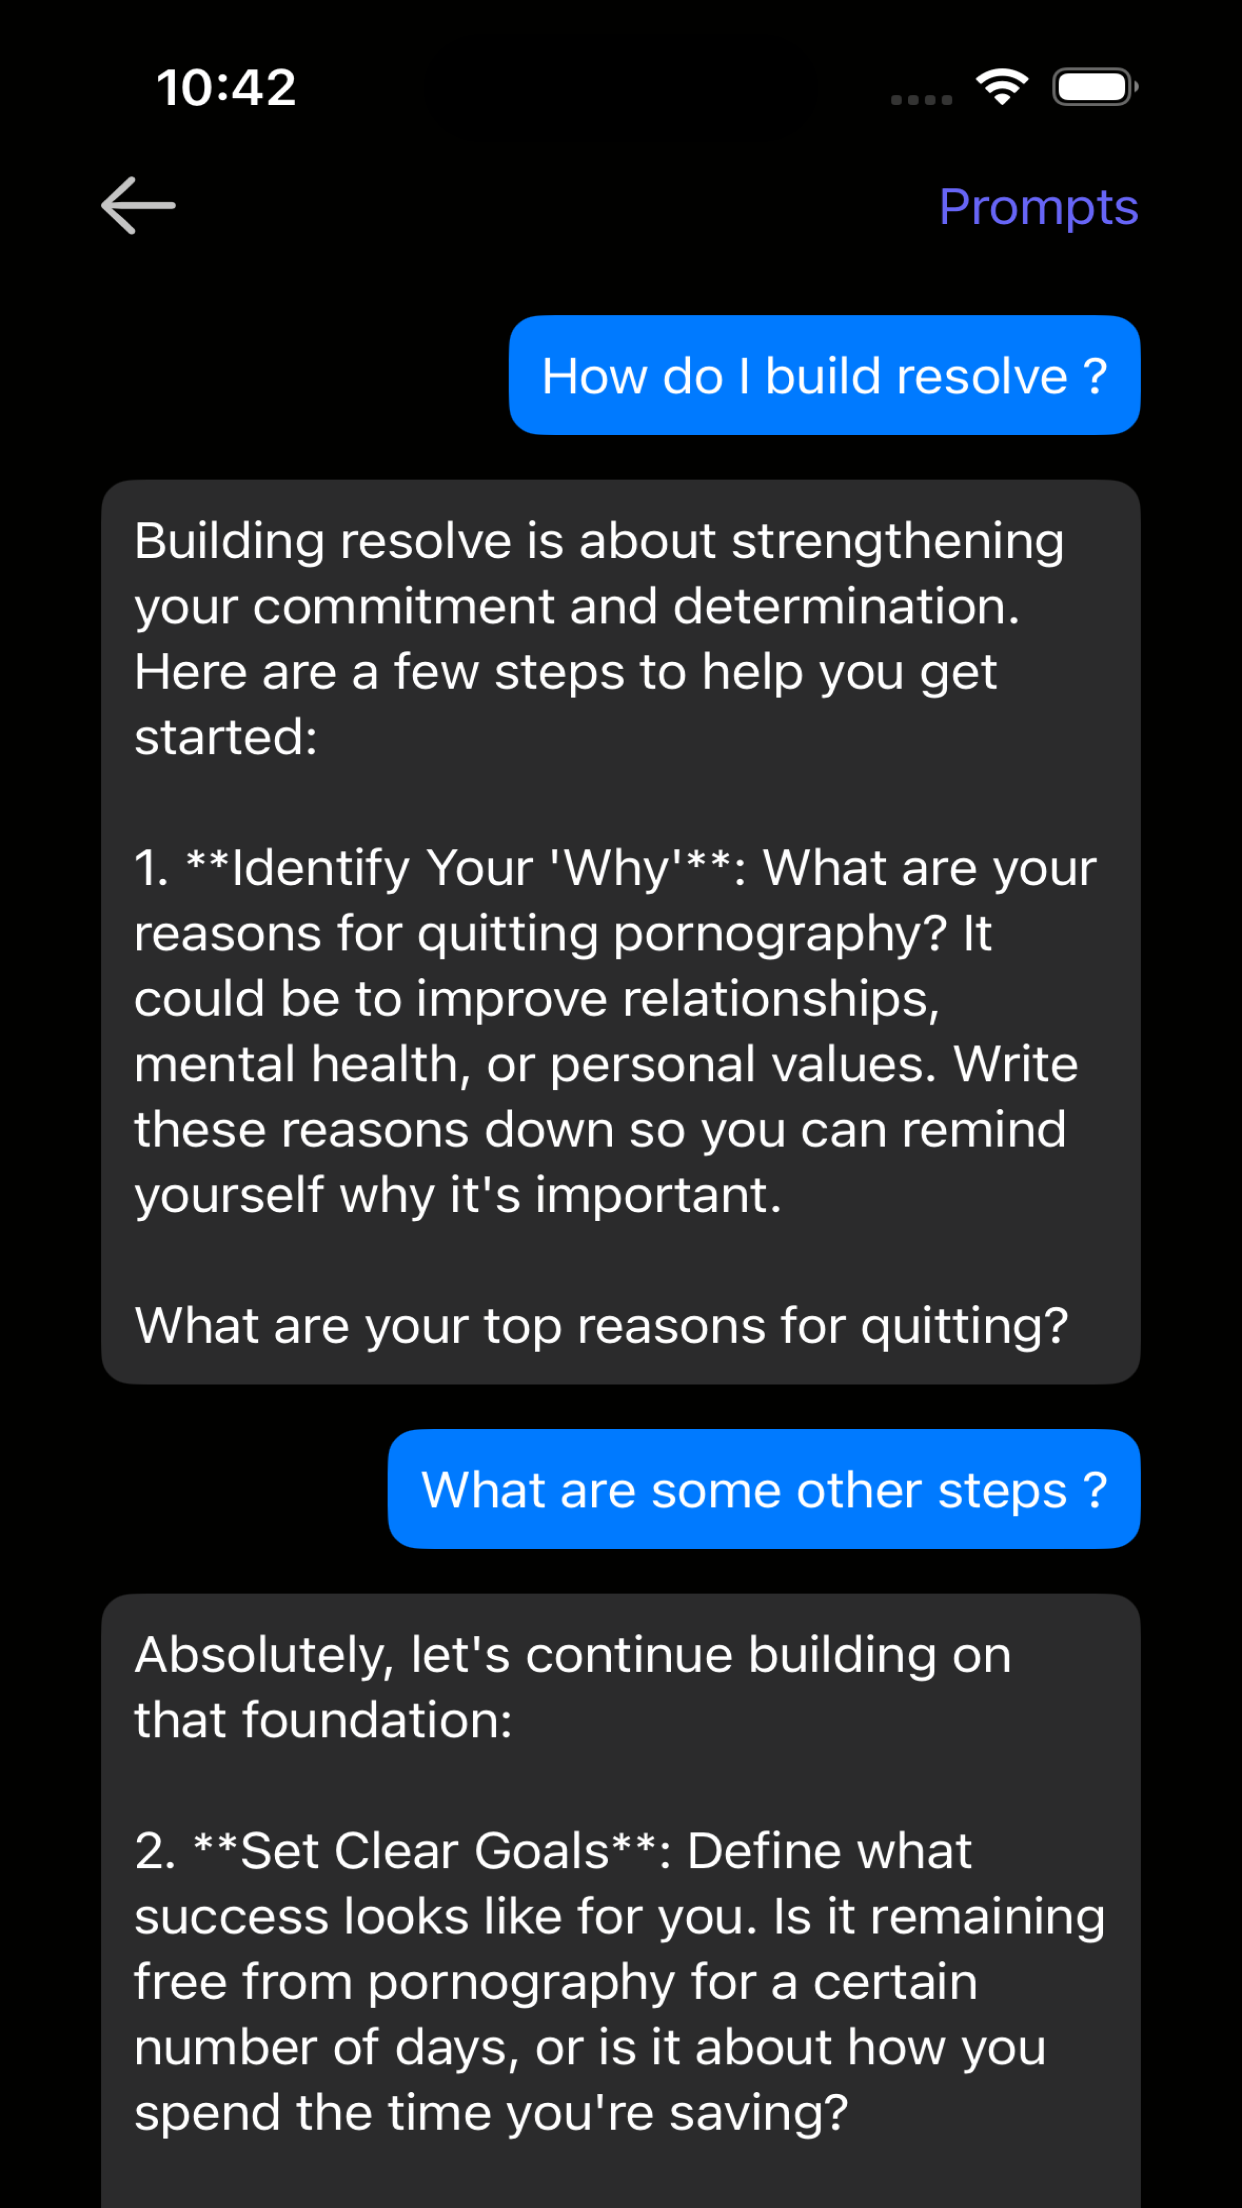 10:42
Prompts
How do I build resolve ?
Building resolve is about strengthening
your commitment and determination.
Here are a few steps to help you get
started:
1. **Identify Your 'Why'**: What are your
reasons for quitting pornography? It
could be to improve relationships,
mental health, or personal values. Write
these reasons down so you can remind
yourself why it's important.
What are your top reasons for quitting?
What are some other steps ?
Absolutely, let's continue building on
that foundation:
2. **Set Clear Goals**: Define what
success looks like for you. Is it remaining
free from pornography for a certain
number of days, or is it about how you
spend the time you're saving?